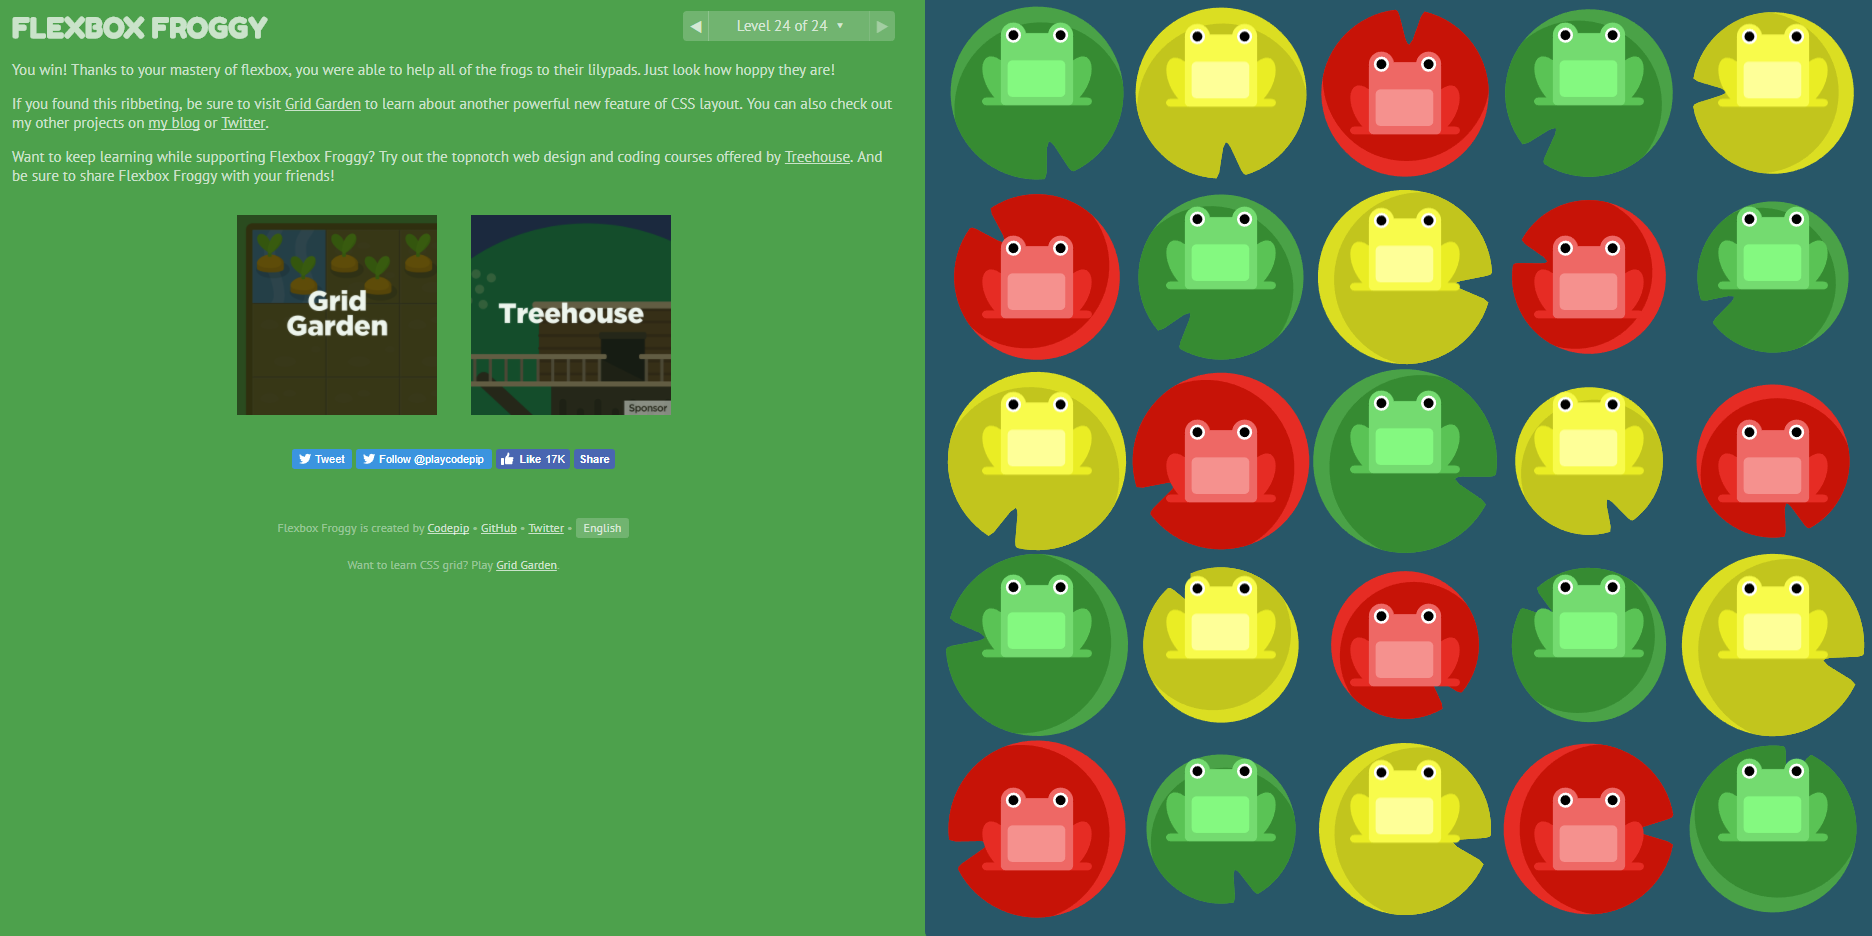 FLEXBOX FROGGY
◀ Level 24 of 24 ▼ ▶
You win! Thanks to your mastery of flexbox, you were able to help all of the frogs to their lilypads. Just look how hoppy they are!
If you found this ribbeting, be sure to visit Grid Garden to learn about another powerful new feature of CSS layout. You can also check out
my other projects on my blog or Twitter.
Want to keep learning while supporting Flexbox Froggy? Try out the topnotch web design and coding courses offered by Treehouse. And
be sure to share Flexbox Froggy with your friends!
Grid
Garden
Treehouse
Sponsor
Tweet Follow @playcodepip Like 17K Share
Flexbox Froggy is created by Codepip • GitHub • Twitter • English
Want to learn CSS grid? Play Grid Garden.